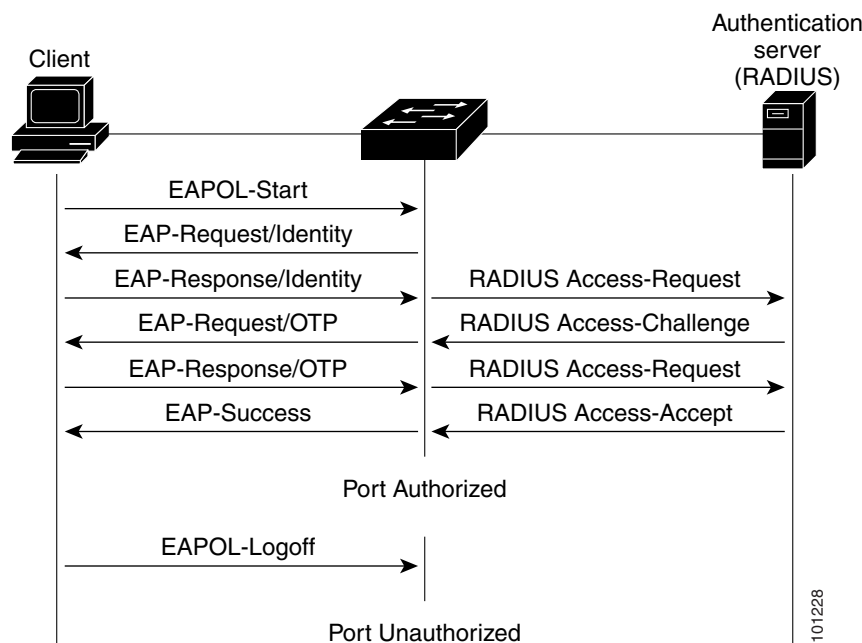 Client
Authentication
server
(RADIUS)
EAPOL-Start
EAP-Request/Identity
EAP-Response/Identity
RADIUS Access-Request
EAP-Request/OTP
RADIUS Access-Challenge
EAP-Response/OTP
RADIUS Access-Request
EAP-Success
RADIUS Access-Accept
Port Authorized
EAPOL-Logoff
Port Unauthorized
101228